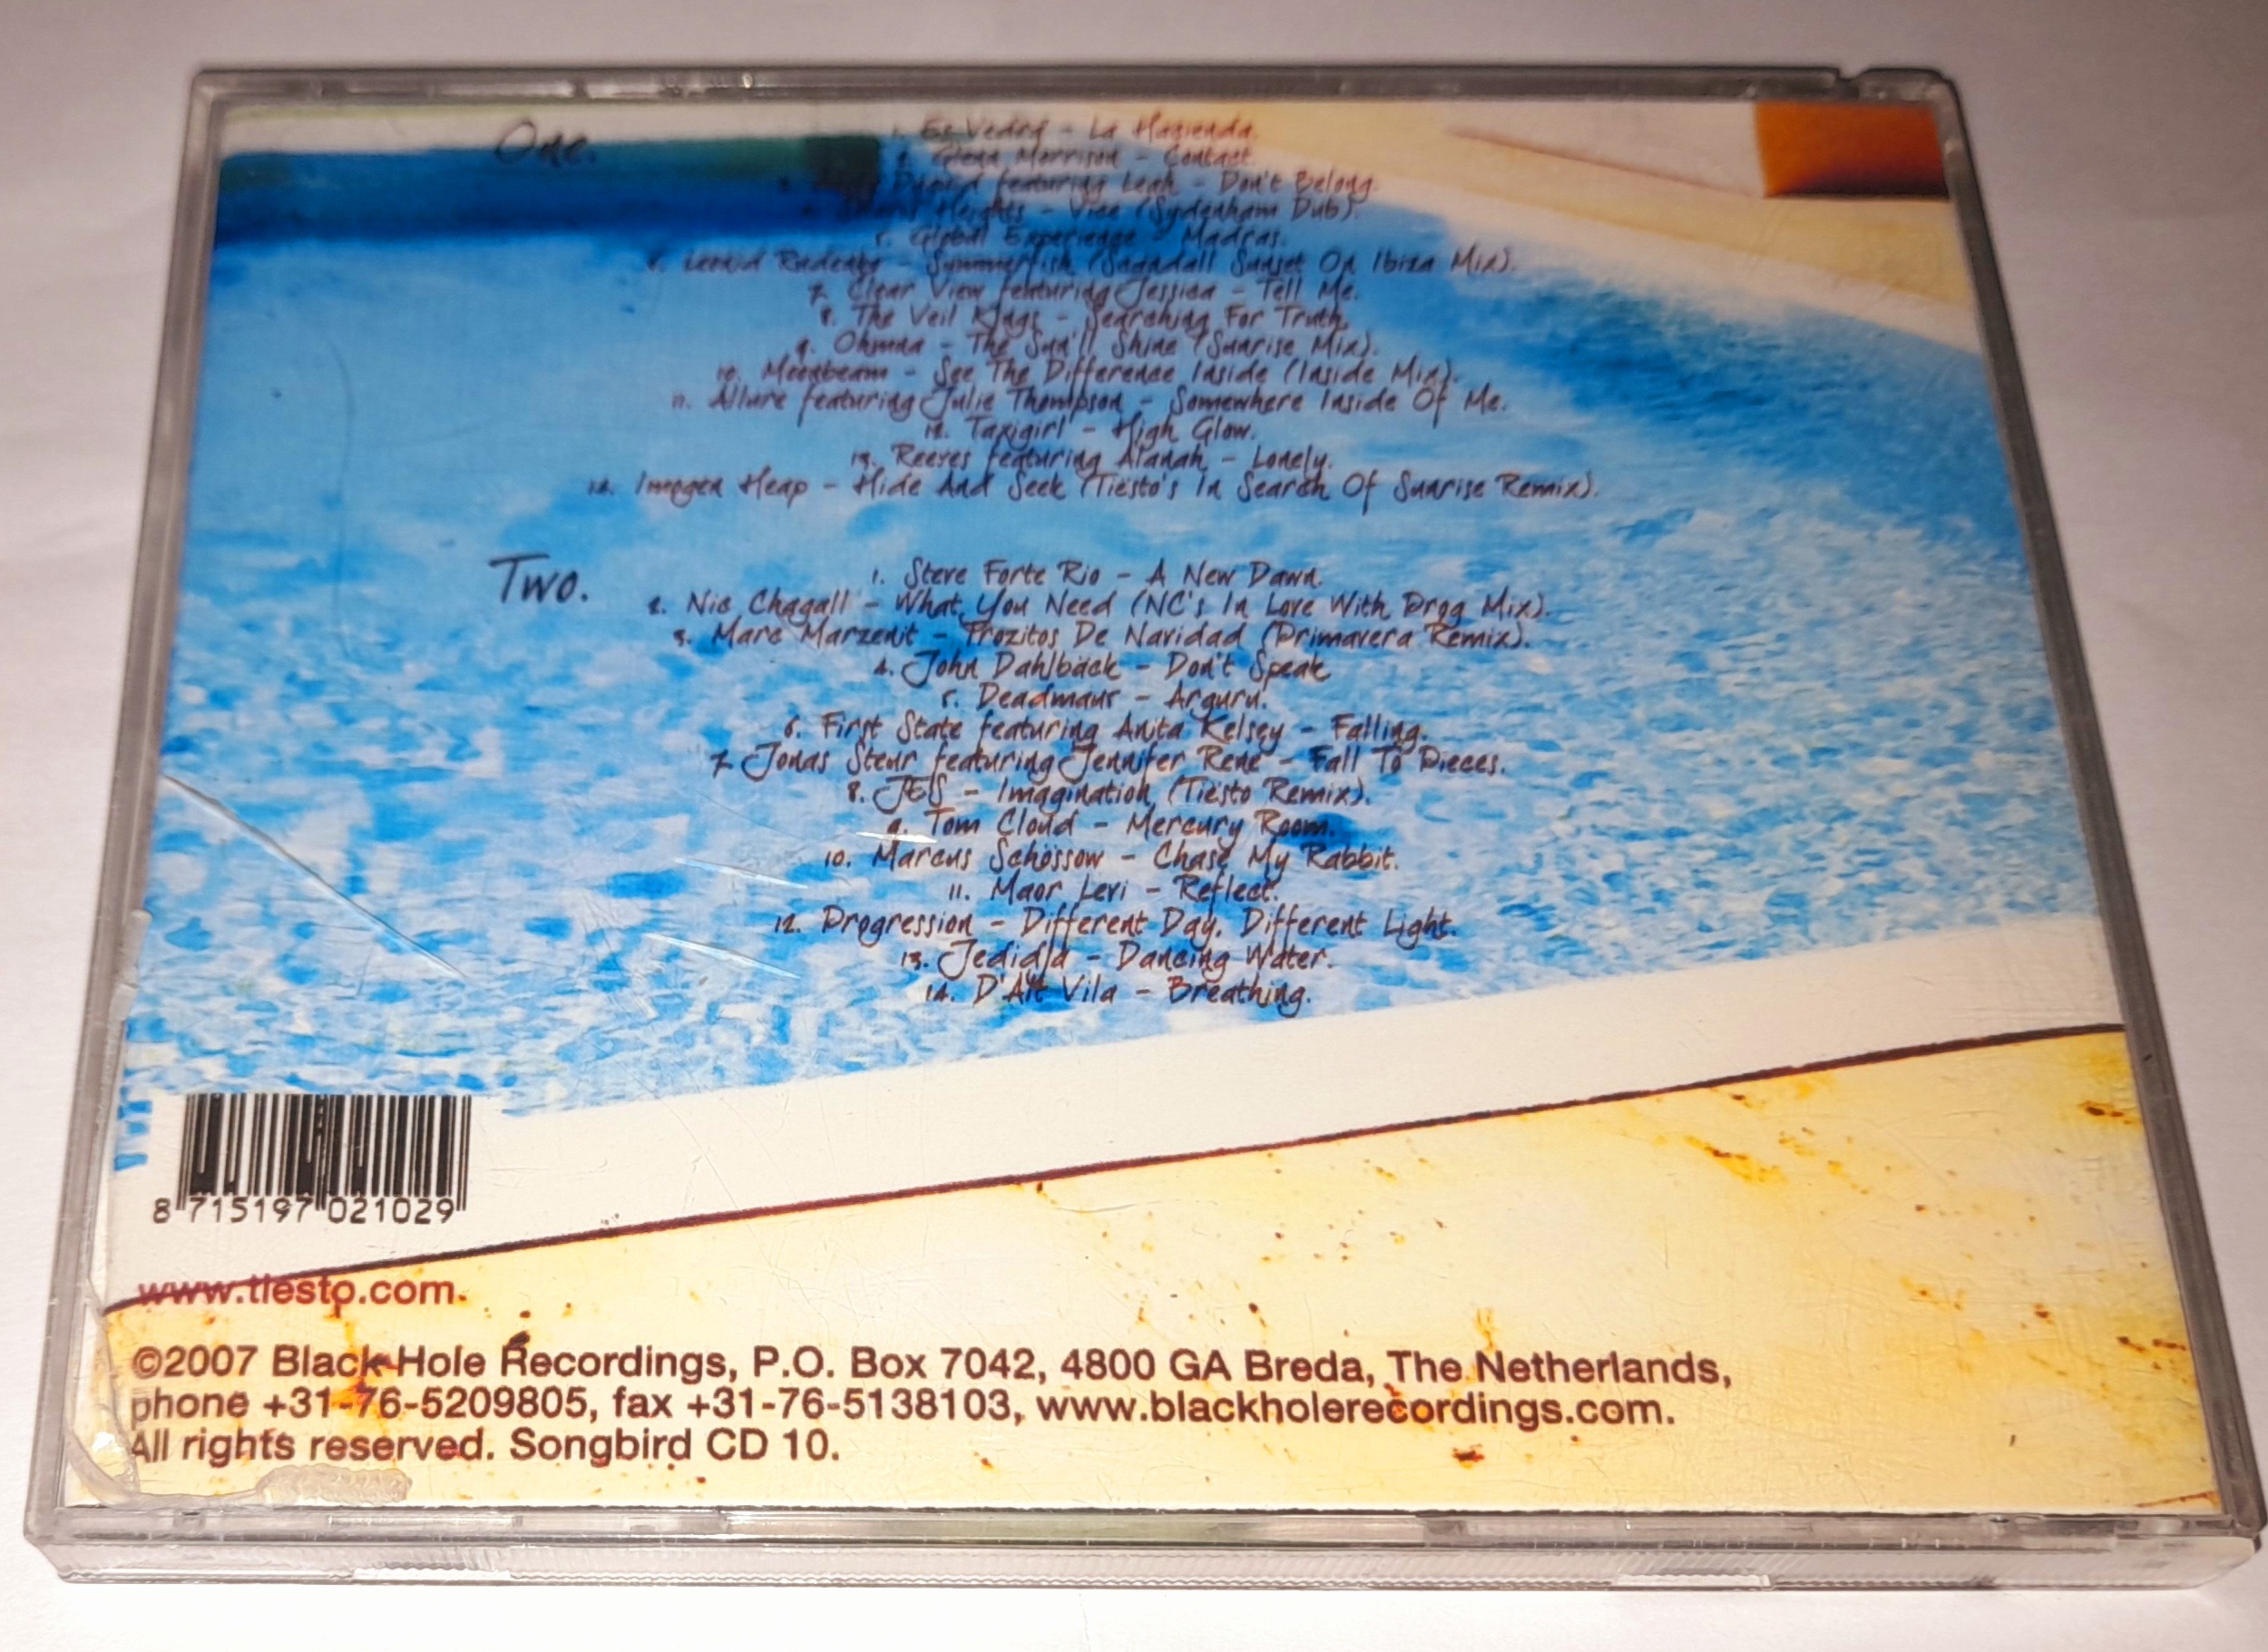 One.
1. Es Vedrá - La Hacienda.
2. Glenn Morrison - Contact.
3. Andy Duguid featuring Leah - Don't Belong.
4. Heights - Vice (Sydenham Dub).
5. Global Experience - Madras.
6. Leonid Rudenko - Summerfish (Scandall Sunset On Ibiza Mix).
7. Clear View featuring Jessica - Tell Me.
8. The Veil Kings - Searching For Truth.
9. Ohmna - The Sun'll Shine (Sunrise Mix).
10. Moonbeam - See The Difference Inside (Inside Mix).
11. Allure featuring Julie Thompson - Somewhere Inside Of Me.
12. Taxigirl - High Glow.
13. Reeves featuring Alanah - Lonely.
14. Imogen Heap - Hide And Seek (Tiësto's In Search Of Sunrise Remix).
Two.
1. Steve Forte Rio - A New Dawn.
2. Nic Chagall - What You Need (NC's In Love With Prog Mix).
3. Marc Marzenit - Trozitos De Navidad (Primavera Remix).
4. John Dahlbäck - Don't Speak
5. Deadmau5 - Arguru.
6. First State featuring Anita Kelsey - Falling.
7. Jonas Steur featuring Jennifer Rene - Fall To Pieces.
8. JES - Imagination (Tiësto Remix).
9. Tom Cloud - Mercury Room.
10. Marcus Schössow - Chase My Rabbit.
11. Maor Levi - Reflect.
12. Progression - Different Day, Different Light.
13. Jedidja - Dancing Water.
14. D'Alt Vila - Breathing.
8 715197 021029
www.tiesto.com.
©2007 Black Hole Recordings, P.O. Box 7042, 4800 GA Breda, The Netherlands,
phone +31-76-5209805, fax +31-76-5138103, www.blackholerecordings.com.
All rights reserved. Songbird CD 10.